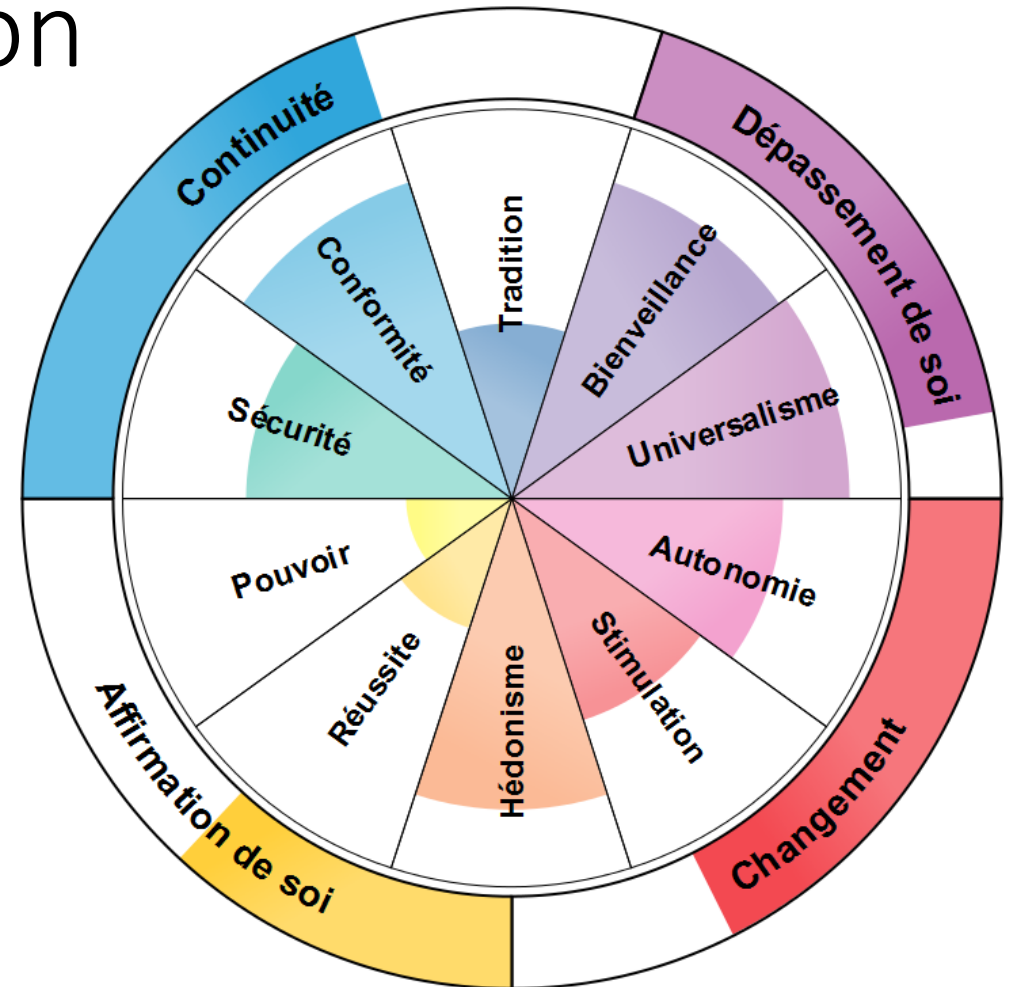 on
Continuité
Dépassement de soi
Tradition
Conformité
Bienveillance
Sécurité
Universalisme
Pouvoir
Autonomie
Réussite
Hédonisme
Stimulation
Affirmation de soi
Changement